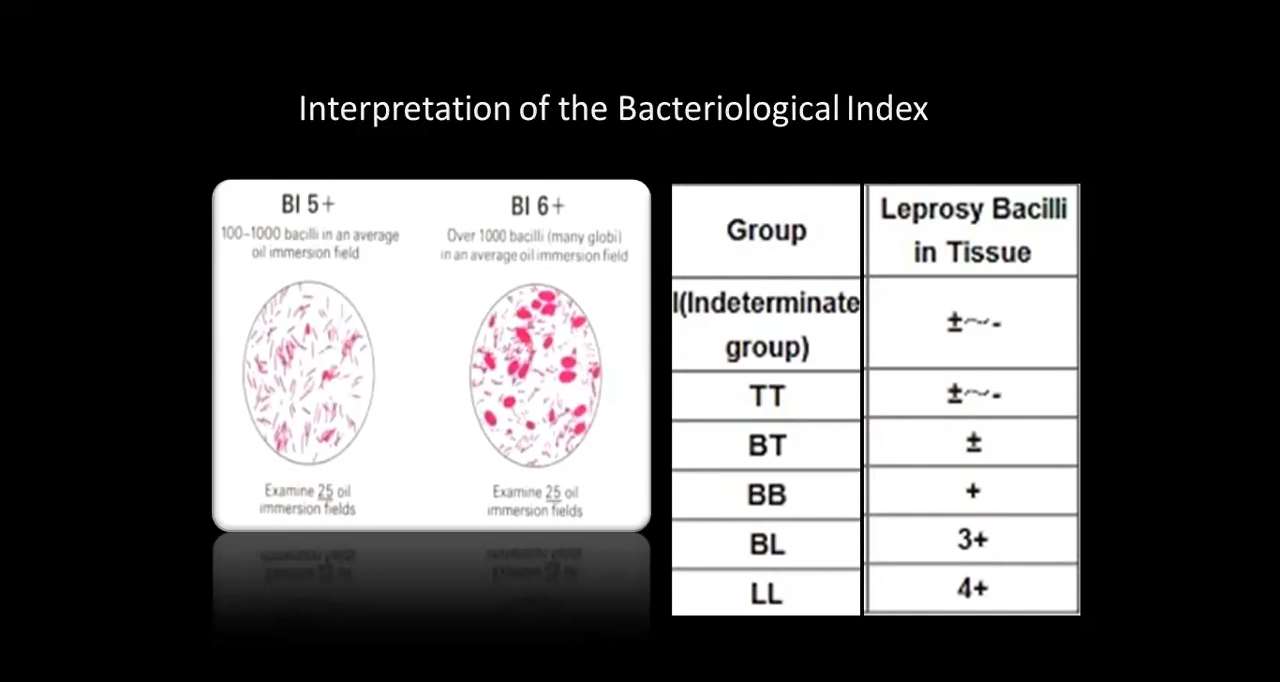 Interpretation of the Bacteriological Index
BI 5+
100-1000 bacilli in an average
oil immersion field
Examine 25 oil
immersion fields
BI 6+
Over 1000 bacilli (many globi)
in an average oil immersion field
Examine 25 oil
immersion fields
Group
Leprosy Bacilli
in Tissue
I(Indeterminate
group)
±~-
TT
±~-
BT
±
BB
+
BL
3+
LL
4+